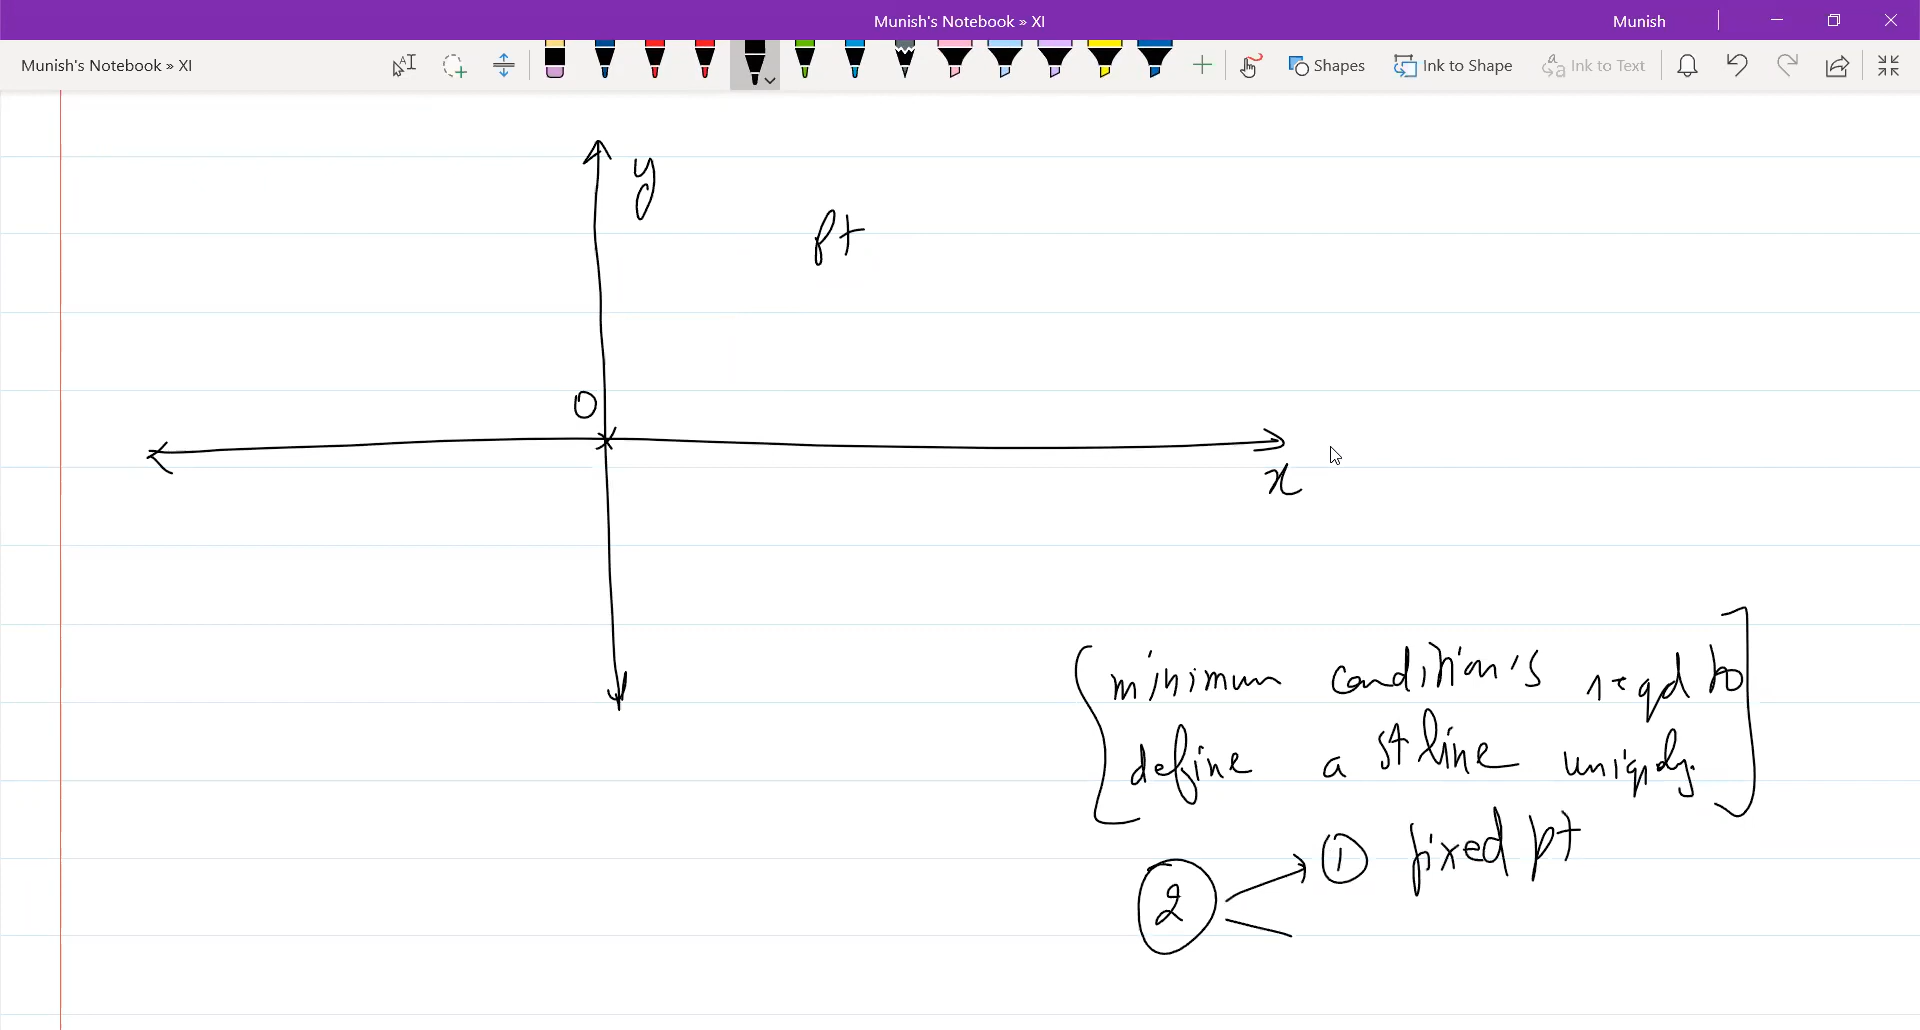 Munish's Notebook » XI
Munish
Munish's Notebook » XI
Shapes
Ink to Shape
Ink to Text
y
pt
O
x
minimum condition's reqd to
define a st line uniqely.
2
1 fixed pt